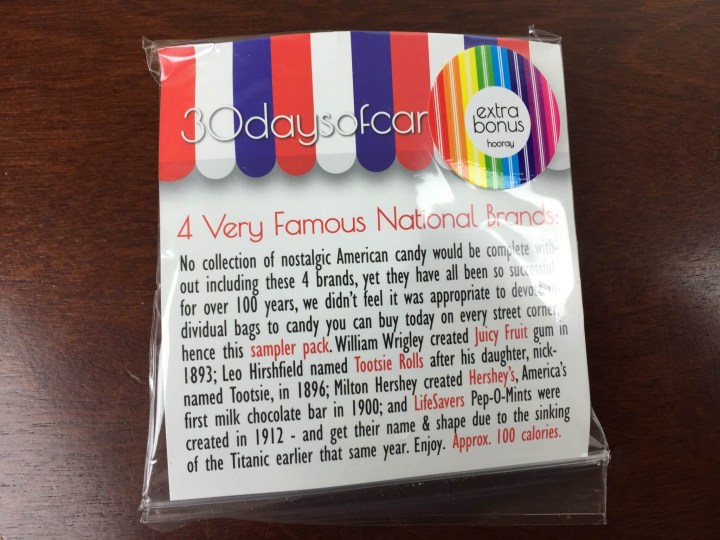 30daysofcar
extra
bonus
hooray
4 Very Famous National Brands:
No collection of nostalgic American candy would be complete with-
out including these 4 brands, yet they have all been so successful
for over 100 years, we didn't feel it was appropriate to devote in-
dividual bags to candy you can buy today on every street corner,
hence this sampler pack. William Wrigley created Juicy Fruit gum in
1893; Leo Hirshfield named Tootsie Rolls after his daughter, nick-
named Tootsie, in 1896; Milton Hershey created Hershey's, America's
first milk chocolate bar in 1900; and LifeSavers Pep-O-Mints were
created in 1912 - and get their name & shape due to the sinking
of the Titanic earlier that same year. Enjoy. Approx. 100 calories.